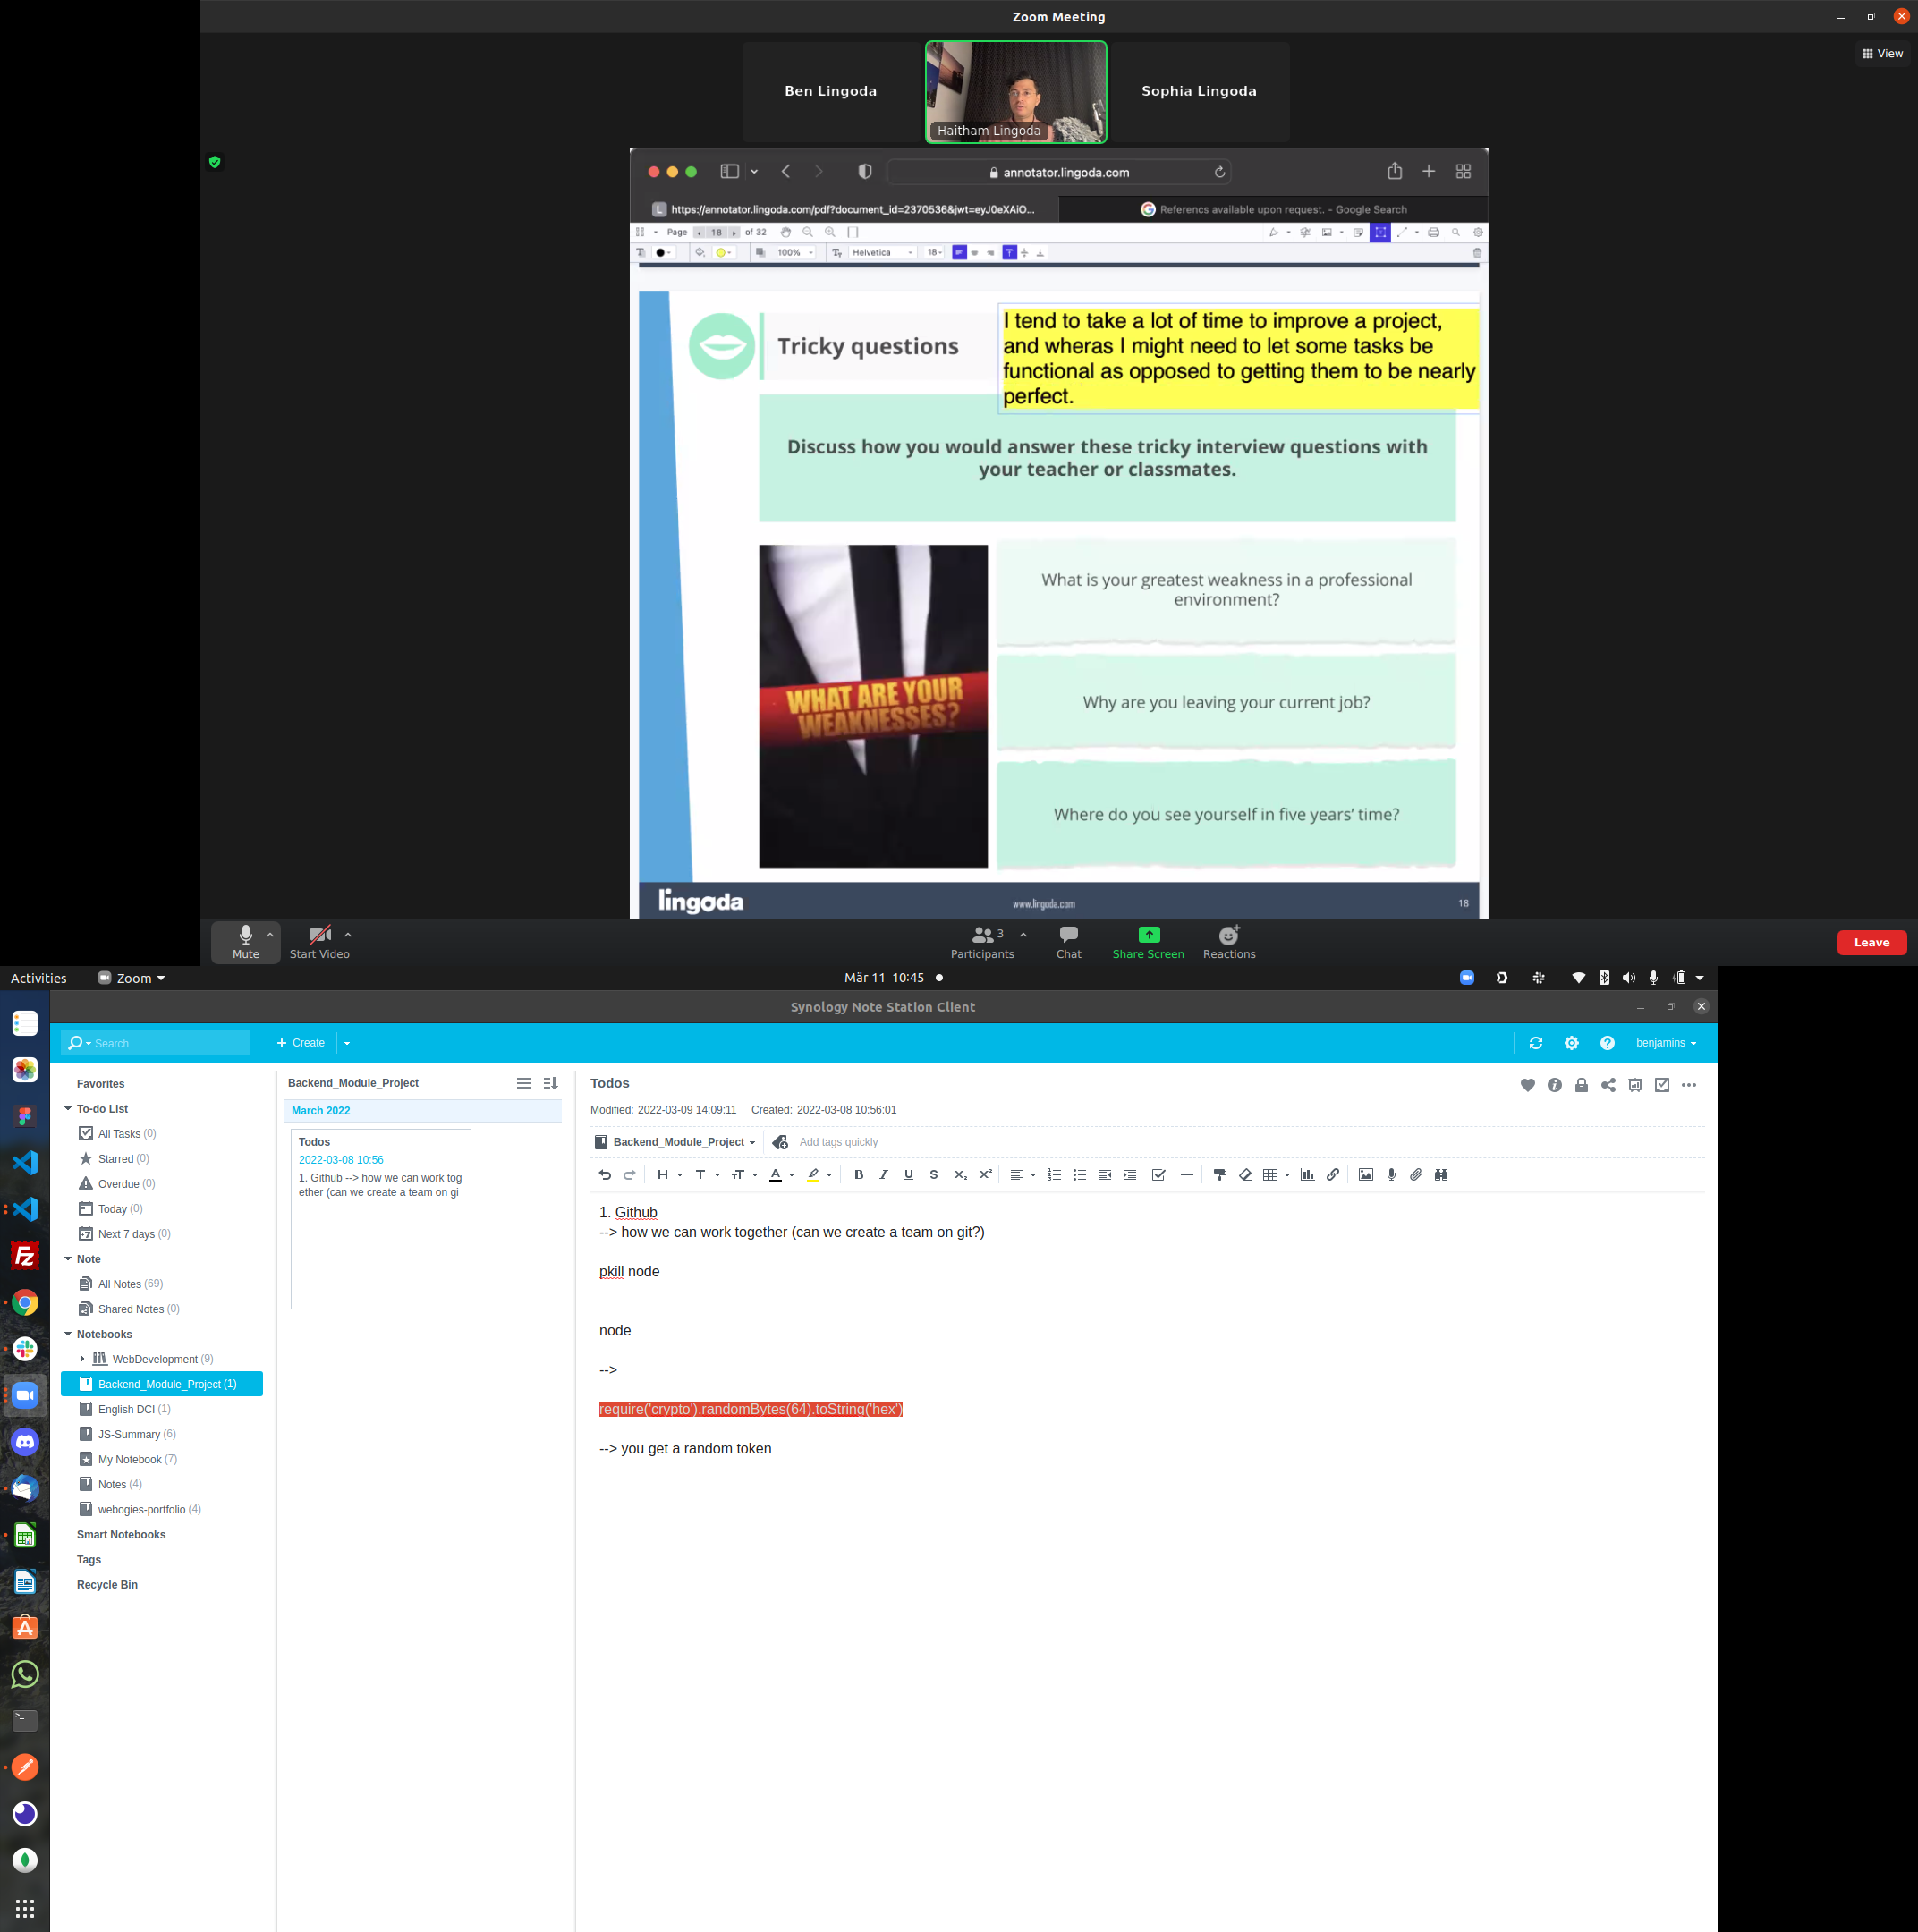 Zoom Meeting
View
Ben Lingoda
Haitham Lingoda
Sophia Lingoda
annotator.lingoda.com
L https://annotator.lingoda.com/pdf?document_id=2370536&jwt=eyJ0eXAiO...
Referencs available upon request. - Google Search
Page 18 of 32
100% Helvetica 18
Tricky questions
I tend to take a lot of time to improve a project,
and wheras I might need to let some tasks be
functional as opposed to getting them to be nearly
perfect.
Discuss how you would answer these tricky interview questions with
your teacher or classmates.
WHAT ARE YOUR
WEAKNESSES?
What is your greatest weakness in a professional
environment?
Why are you leaving your current job?
Where do you see yourself in five years' time?
lingoda
www.lingoda.com
18
Mute
Start Video
3
Participants
Chat
Share Screen
Reactions
Leave
Activities
Zoom
Mär 11 10:45
Synology Note Station Client
Search
+ Create
benjamins
Favorites
To-do List
All Tasks (0)
Starred (0)
Overdue (0)
Today (0)
Next 7 days (0)
Note
All Notes (69)
Shared Notes (0)
Notebooks
WebDevelopment (9)
Backend_Module_Project (1)
English DCI (1)
JS-Summary (6)
My Notebook (7)
Notes (4)
webogies-portfolio (4)
Smart Notebooks
Tags
Recycle Bin
Backend_Module_Project
March 2022
Todos
2022-03-08 10:56
1. Github --> how we can work tog
ether (can we create a team on gi
Todos
Modified: 2022-03-09 14:09:11 Created: 2022-03-08 10:56:01
Backend_Module_Project
Add tags quickly
1. Github
--> how we can work together (can we create a team on git?)
pkill node
node
-->
require('crypto').randomBytes(64).toString('hex')
--> you get a random token